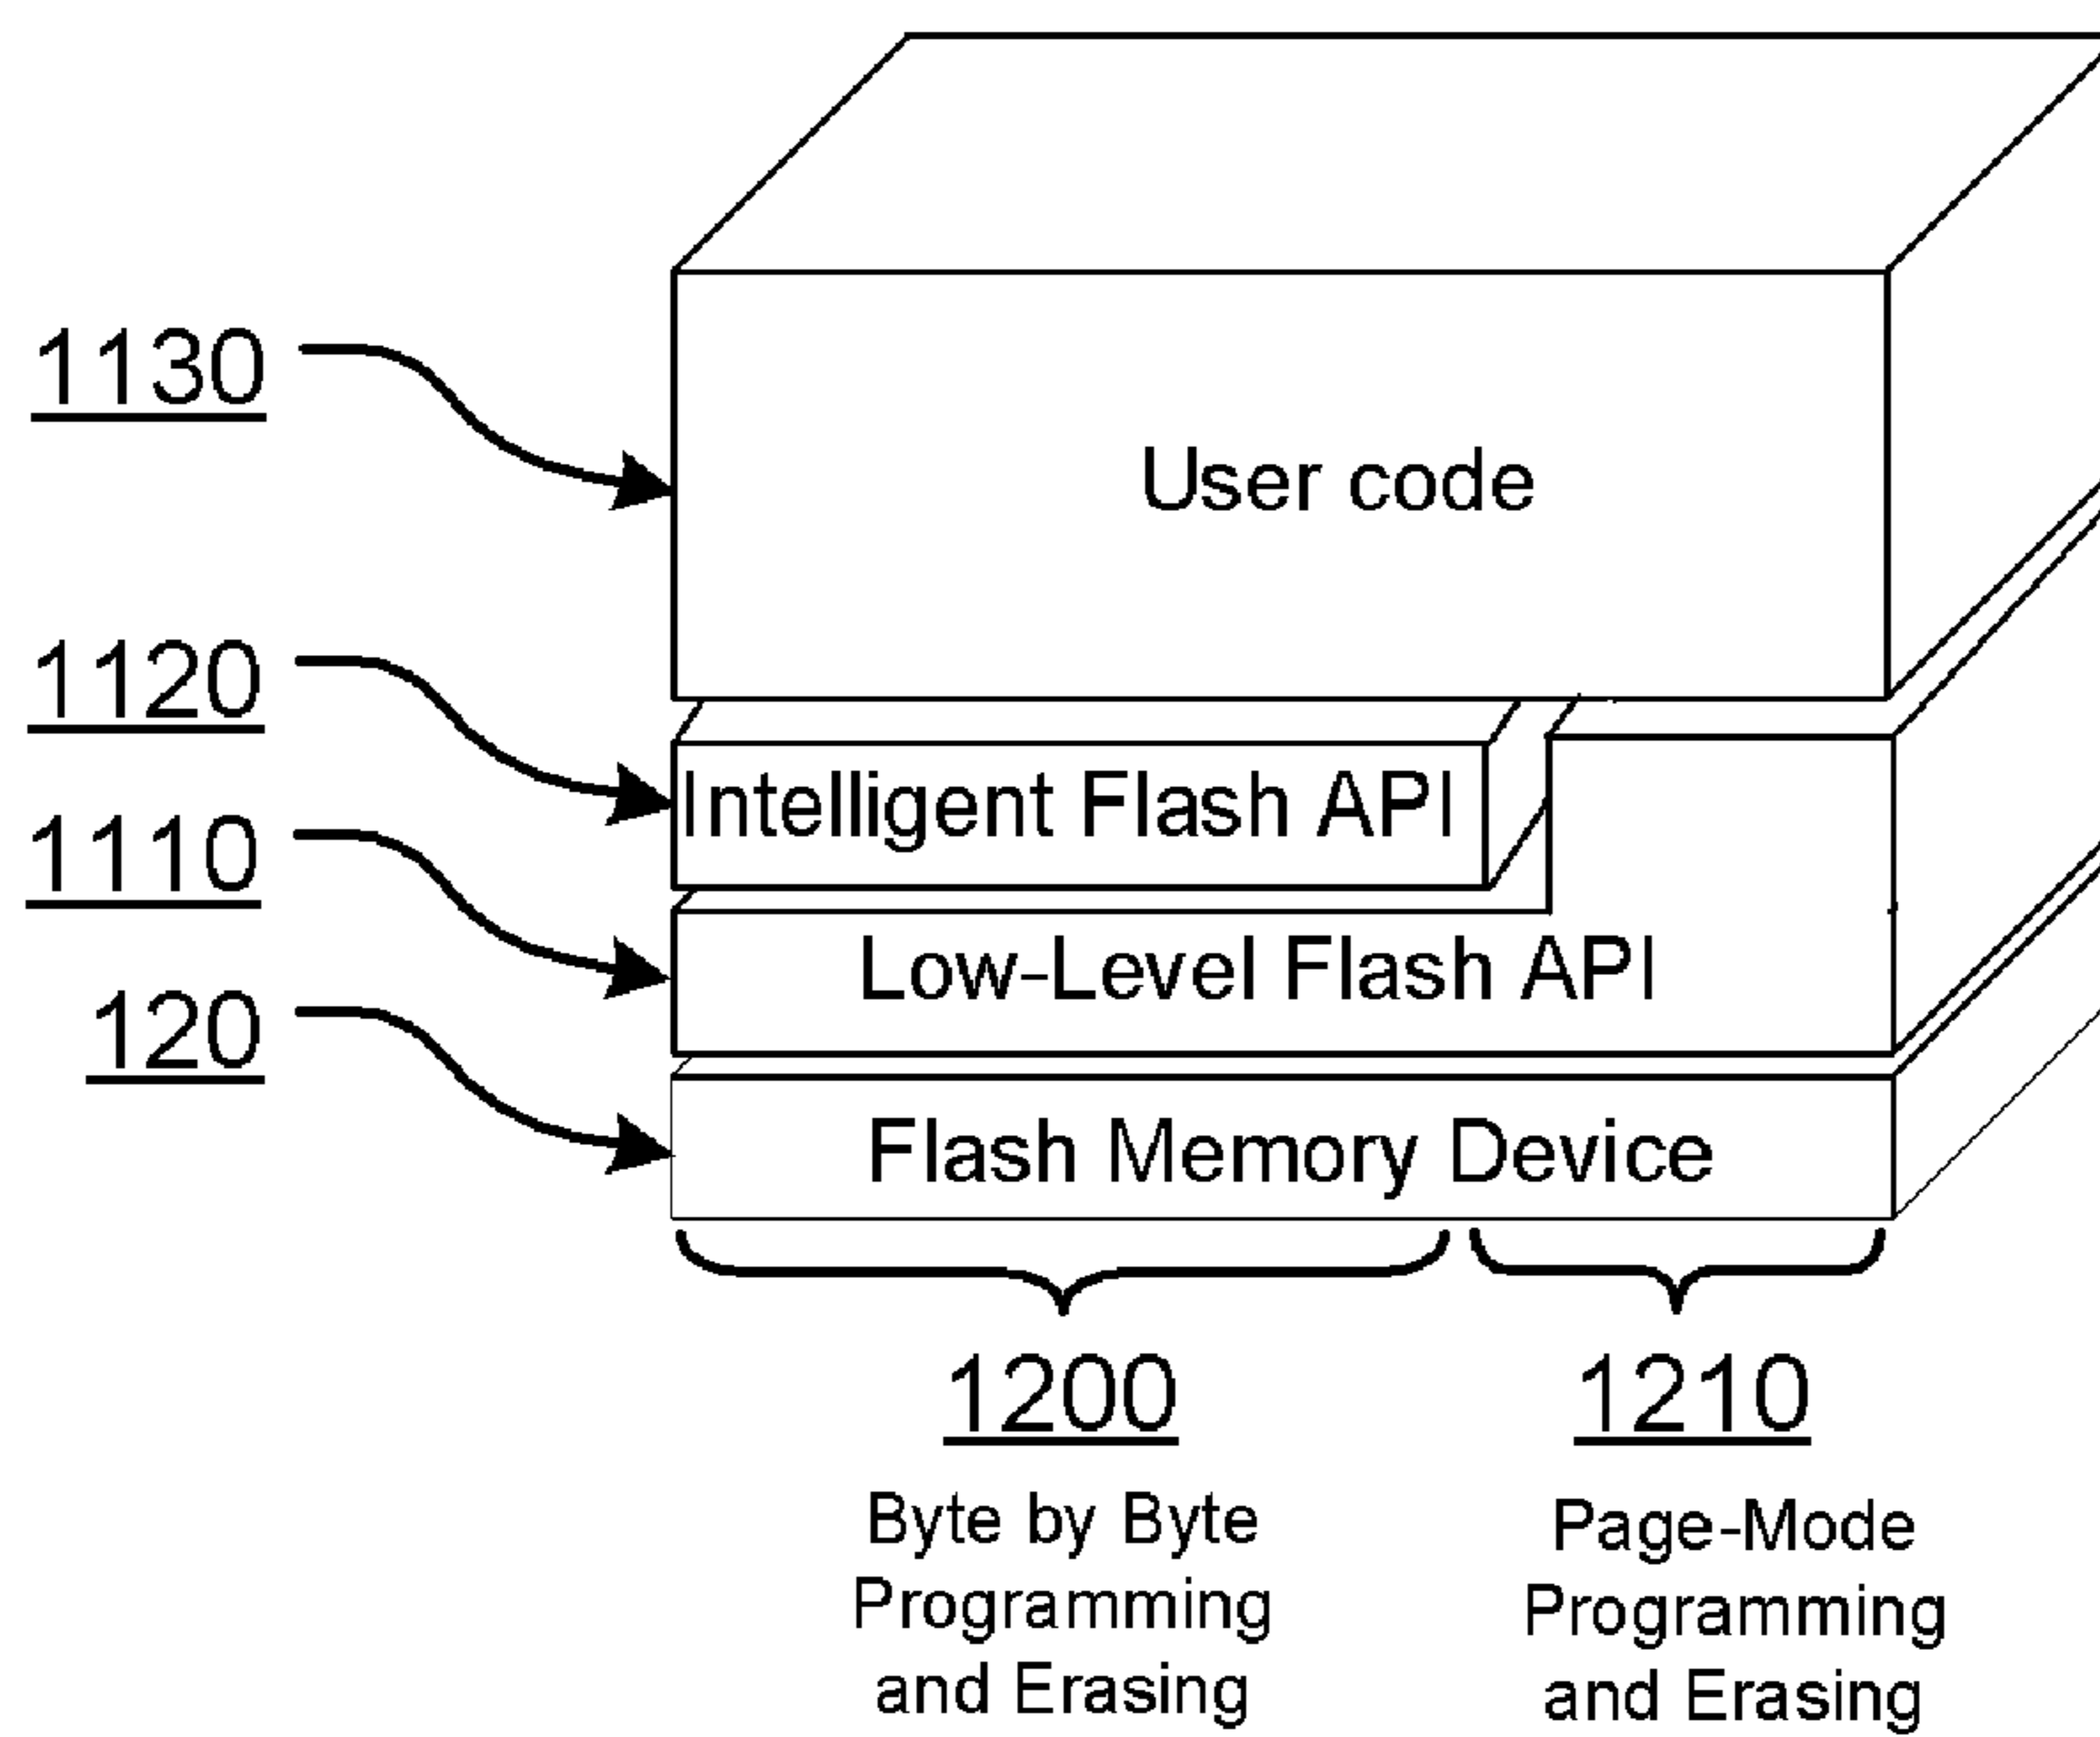 1130
User code
1120
Intelligent Flash API
1110
Low-Level Flash API
120
Flash Memory Device
1200
Byte by Byte
Programming
and Erasing
1210
Page-Mode
Programming
and Erasing